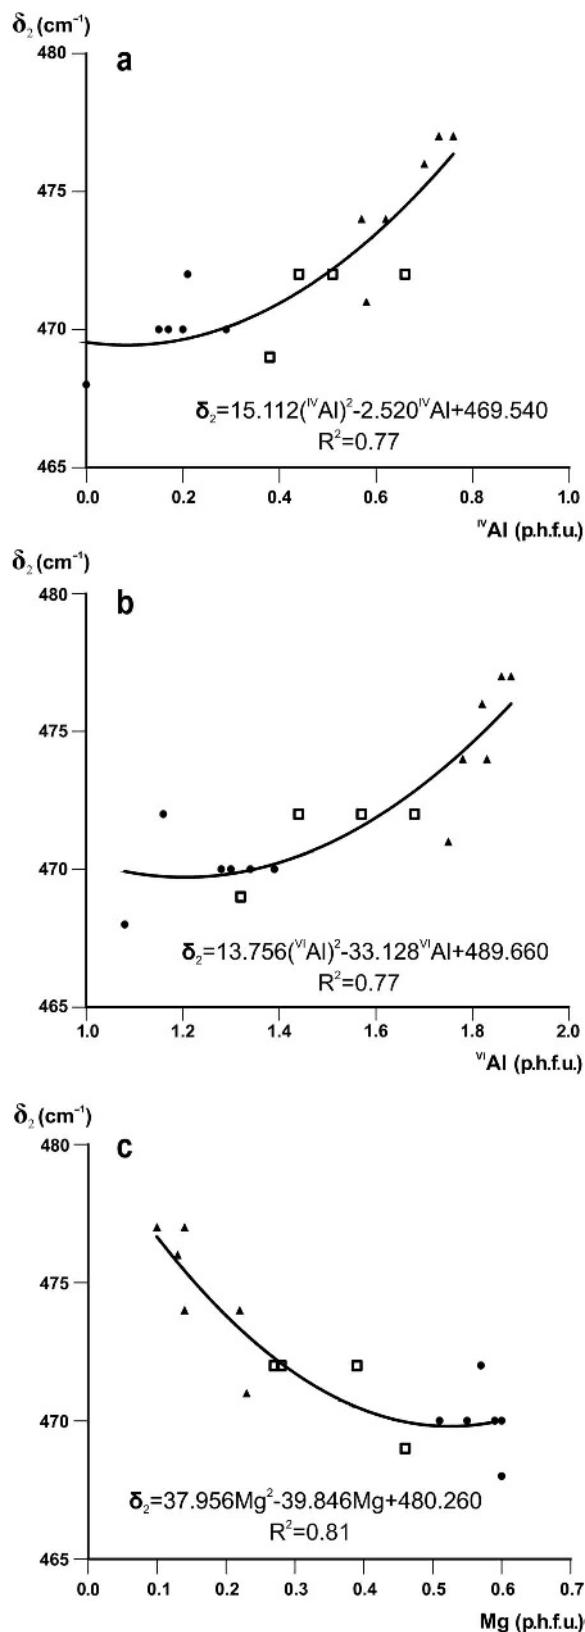 δ₂ (cm⁻¹)
a
480
475
470
465
δ₂=15.112(ᴵⱽAl)²-2.520ᴵⱽAl+469.540
R²=0.77
0.0 0.2 0.4 0.6 0.8 1.0
ᴵⱽAl (p.h.f.u.)
δ₂ (cm⁻¹)
b
480
475
470
465
δ₂=13.756(ⱽᴵAl)²-33.128ⱽᴵAl+489.660
R²=0.77
1.0 1.2 1.4 1.6 1.8 2.0
ⱽᴵAl (p.h.f.u.)
δ₂ (cm⁻¹)
c
480
475
470
465
δ₂=37.956Mg²-39.846Mg+480.260
R²=0.81
0.0 0.1 0.2 0.3 0.4 0.5 0.6 0.7
Mg (p.h.f.u.)